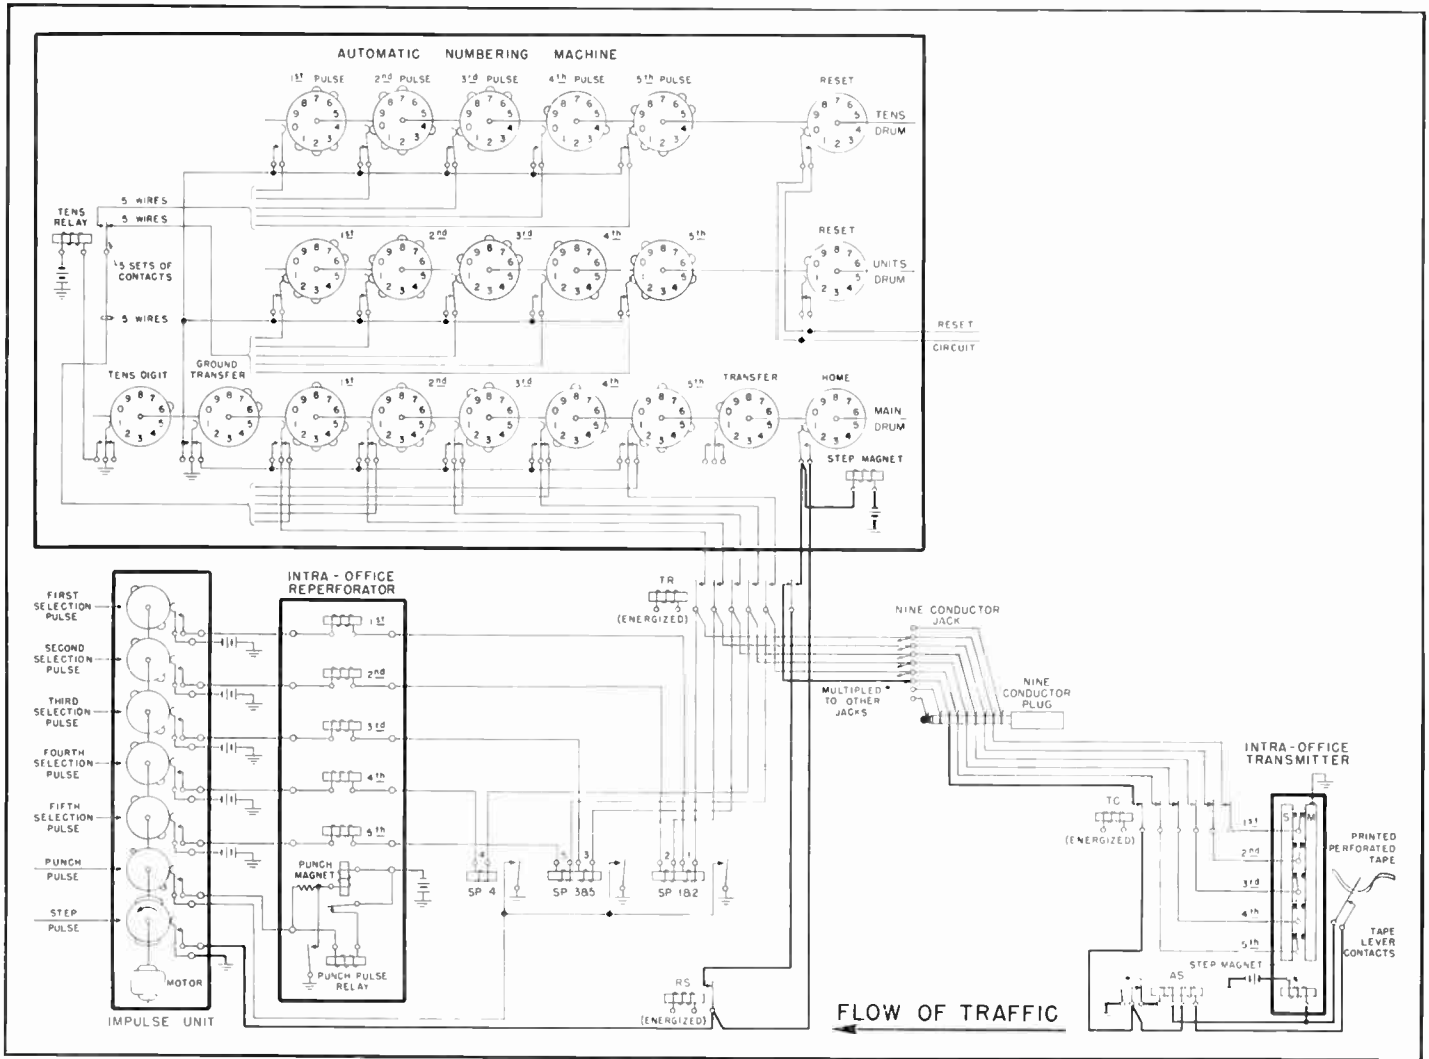 AUTOMATIC NUMBERING MACHINE
1st PULSE 2nd PULSE 3rd PULSE 4th PULSE 5th PULSE RESET
TENS
DRUM
5 WIRES
5 WIRES
TENS
RELAY
5 SETS OF
CONTACTS
5 WIRES
1st 2nd 3rd 4th 5th RESET
UNITS
DRUM
RESET
CIRCUIT
TENS DIGIT
GROUND
TRANSFER
1st 2nd 3rd 4th 5th TRANSFER HOME
MAIN
DRUM
STEP MAGNET
FIRST
SELECTION
PULSE
SECOND
SELECTION
PULSE
THIRD
SELECTION
PULSE
FOURTH
SELECTION
PULSE
FIFTH
SELECTION
PULSE
PUNCH
PULSE
STEP
PULSE
MOTOR
IMPULSE UNIT
INTRA-OFFICE
REPERFORATOR
1st
2nd
3rd
4th
5th
PUNCH
MAGNET
PUNCH PULSE
RELAY
TR
(ENERGIZED)
4
SP 4
3
SP 3&5
2 1
SP 1&2
RS
(ENERGIZED)
NINE CONDUCTOR
JACK
MULTIPLED
TO OTHER
JACKS
NINE
CONDUCTOR
PLUG
INTRA-OFFICE
TRANSMITTER
TC
(ENERGIZED)
S M
1st
2nd
3rd
4th
5th
PRINTED
PERFORATED
TAPE
TAPE
LEVER
CONTACTS
STEP MAGNET
AS
FLOW OF TRAFFIC